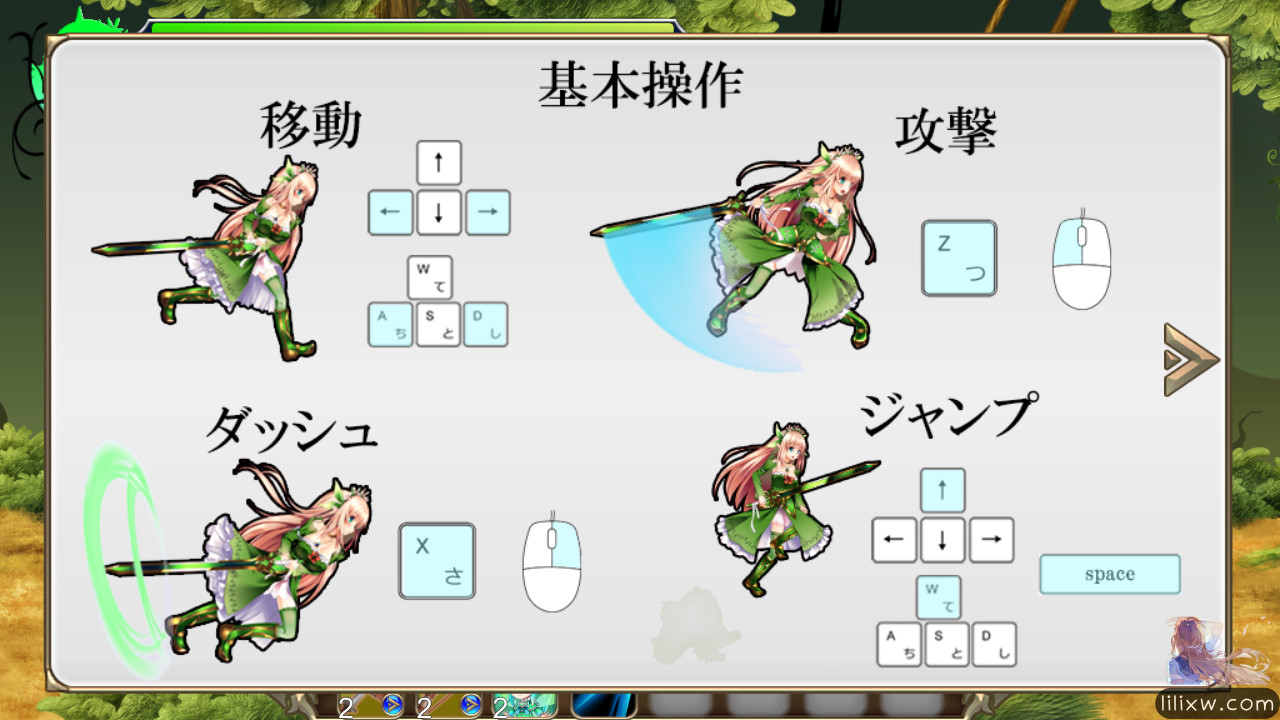 基本操作
移動
↑
← ↓ →
W て
A ち S と D し
攻撃
Z つ
ダッシュ
X さ
ジャンプ
↑
← ↓ →
W て
A ち S と D し
space
2 2 2
lilixw.com